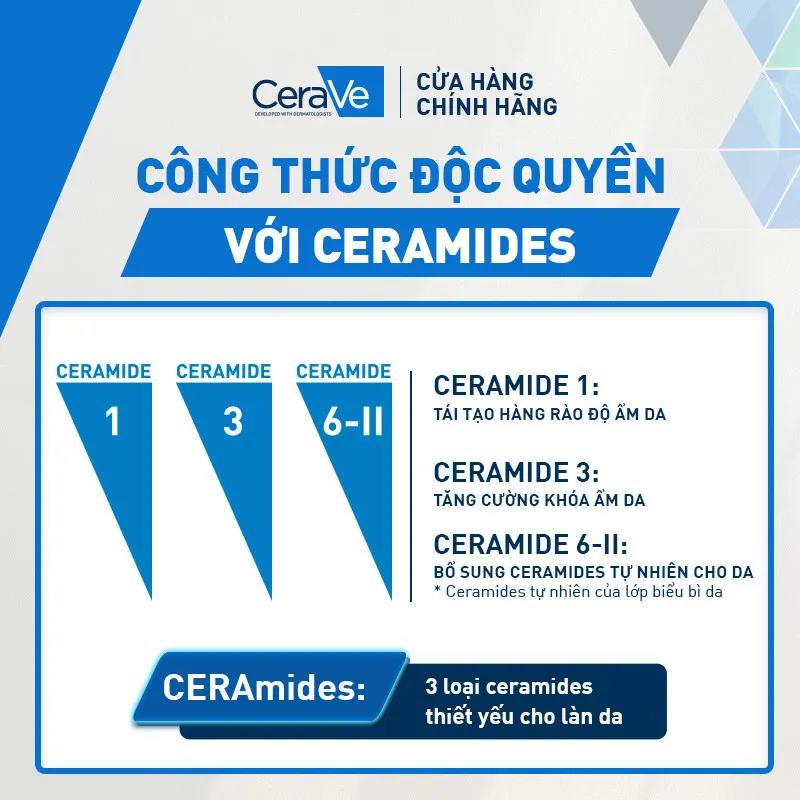 CeraVe
DEVELOPED WITH DERMATOLOGISTS
CỬA HÀNG
CHÍNH HÃNG
CÔNG THỨC ĐỘC QUYỀN
VỚI CERAMIDES
CERAMIDE
1
CERAMIDE
3
CERAMIDE
6-II
CERAMIDE 1:
TÁI TẠO HÀNG RÀO ĐỘ ẨM DA
CERAMIDE 3:
TĂNG CƯỜNG KHÓA ẨM DA
CERAMIDE 6-II:
BỔ SUNG CERAMIDES TỰ NHIÊN CHO DA
* Ceramides tự nhiên của lớp biểu bì da
CERAmides:
3 loại ceramides
thiết yếu cho làn da